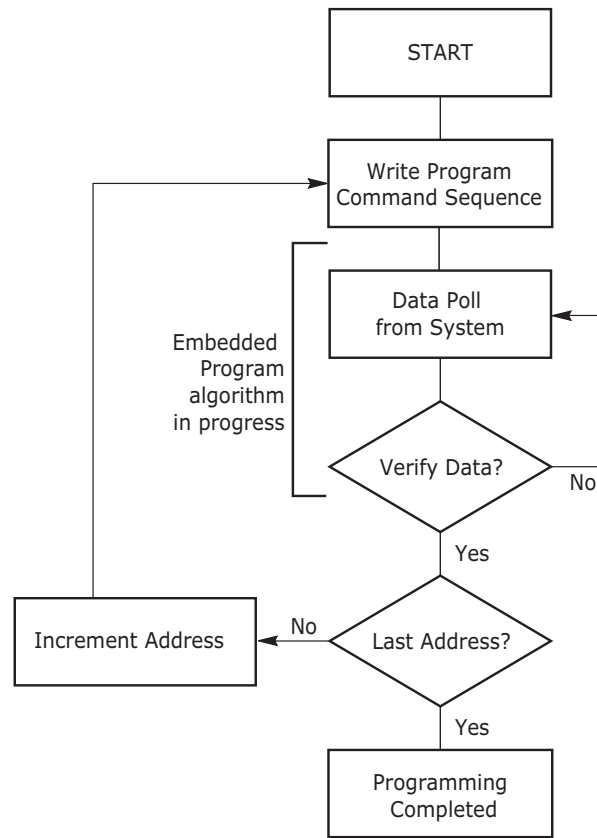 START
Write Program
Command Sequence
Data Poll
from System
Embedded
Program
algorithm
in progress
Verify Data?
No
Yes
Increment Address
No
Last Address?
Yes
Programming
Completed